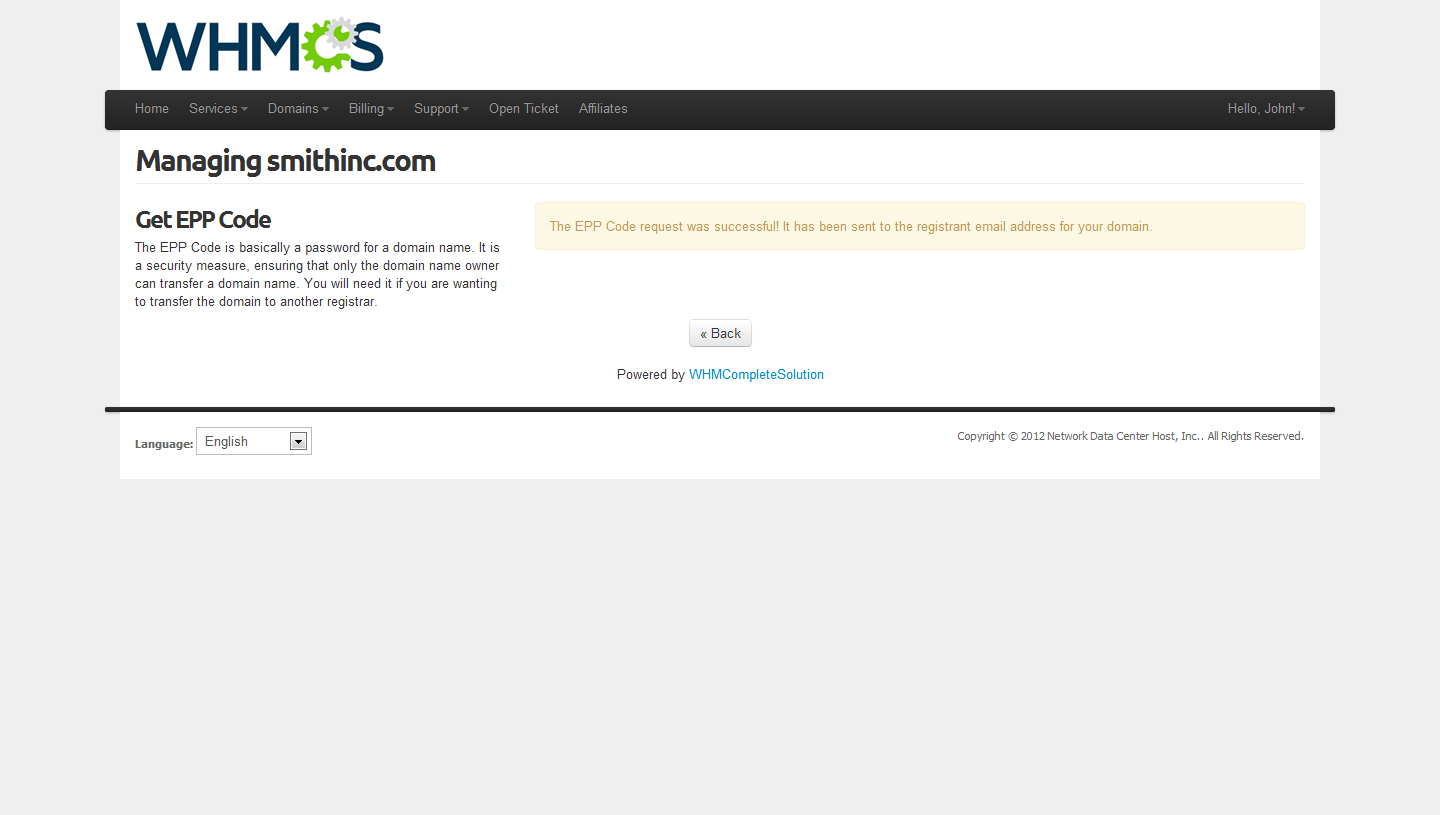 WHMCS
Home Services Domains Billing Support Open Ticket Affiliates Hello, John!
Managing smithinc.com
Get EPP Code
The EPP Code is basically a password for a domain name. It is
a security measure, ensuring that only the domain name owner
can transfer a domain name. You will need it if you are wanting
to transfer the domain to another registrar.
The EPP Code request was successful! It has been sent to the registrant email address for your domain.
« Back
Powered by WHMCompleteSolution
Language: English
Copyright © 2012 Network Data Center Host, Inc.. All Rights Reserved.